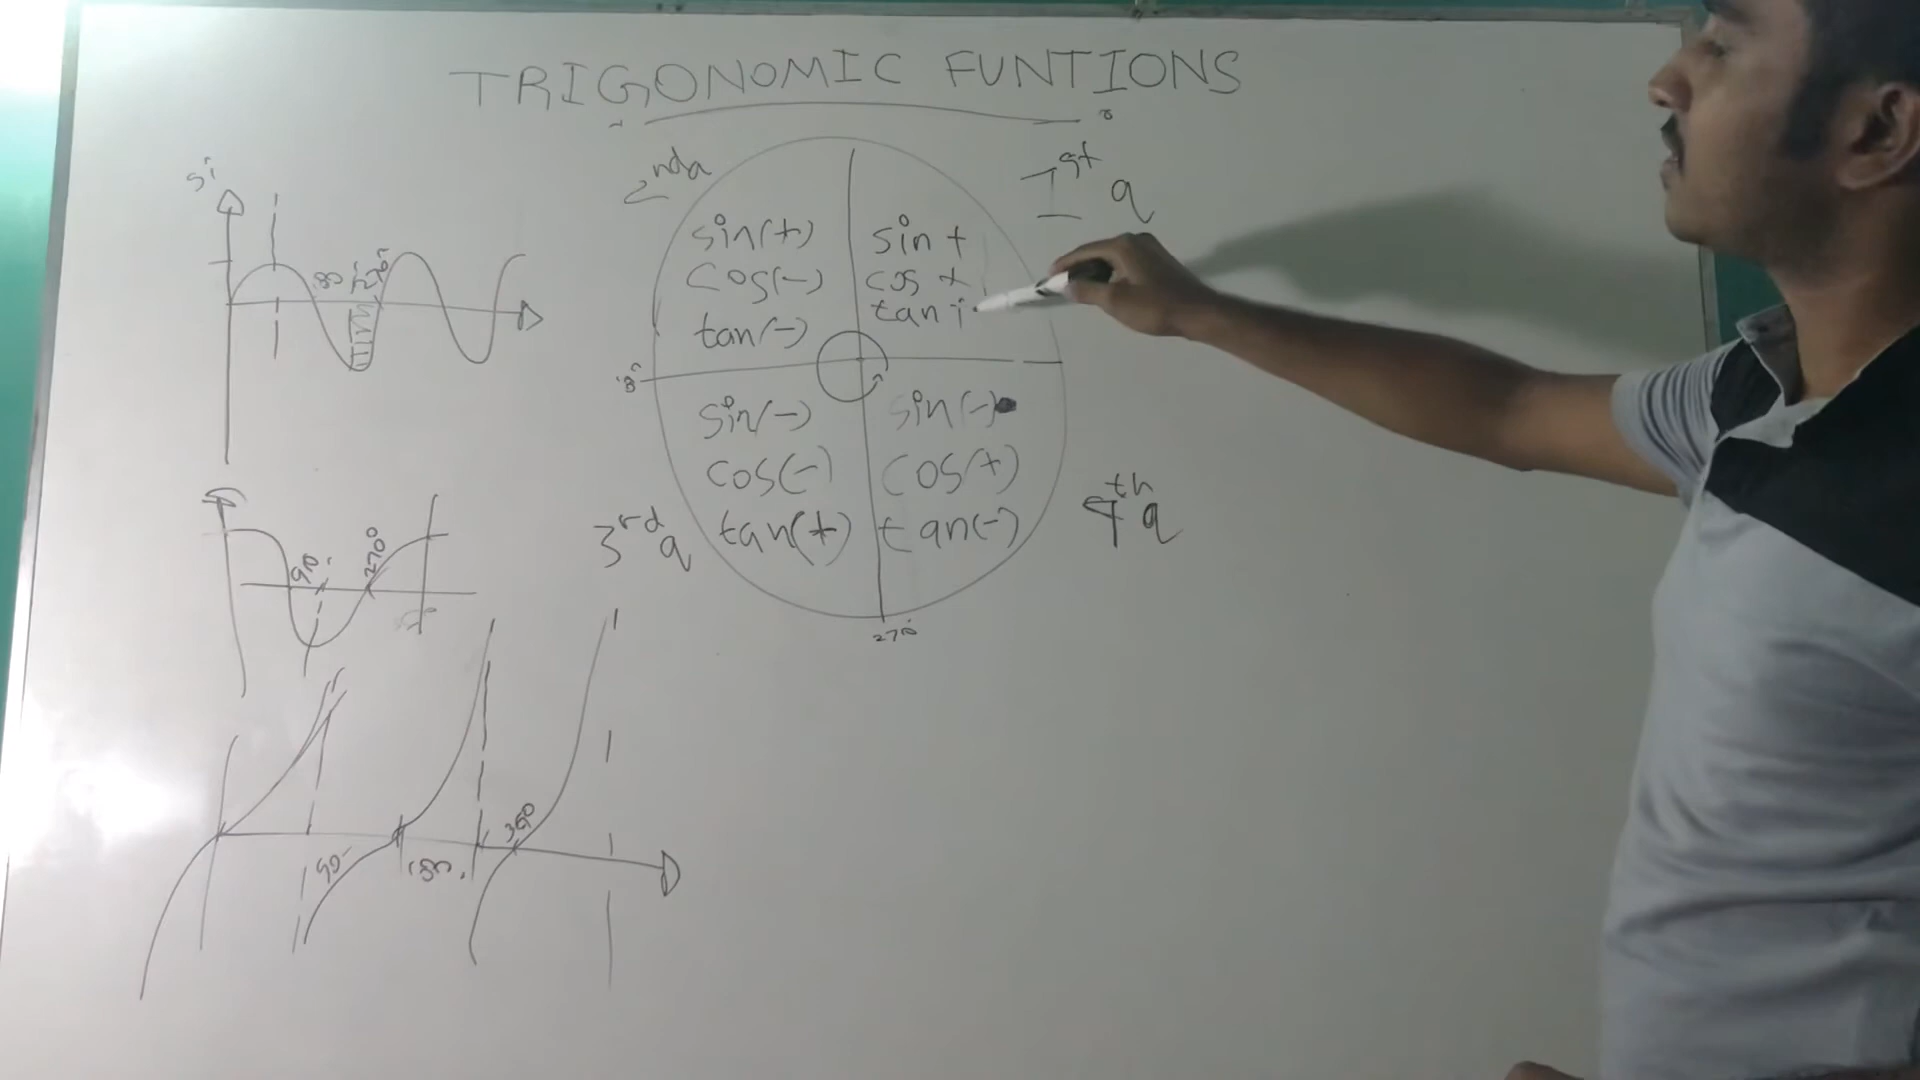 TRIGONOMIC FUNTIONS
2nd q
1st q
sin(+)
cos(-)
tan(-)
sin +
cos +
tan +
sin(-)
cos(-)
tan(+)
sin(-)
cos(+)
tan(-)
3rd q
4th q
270
270
90
270°
90
180
360